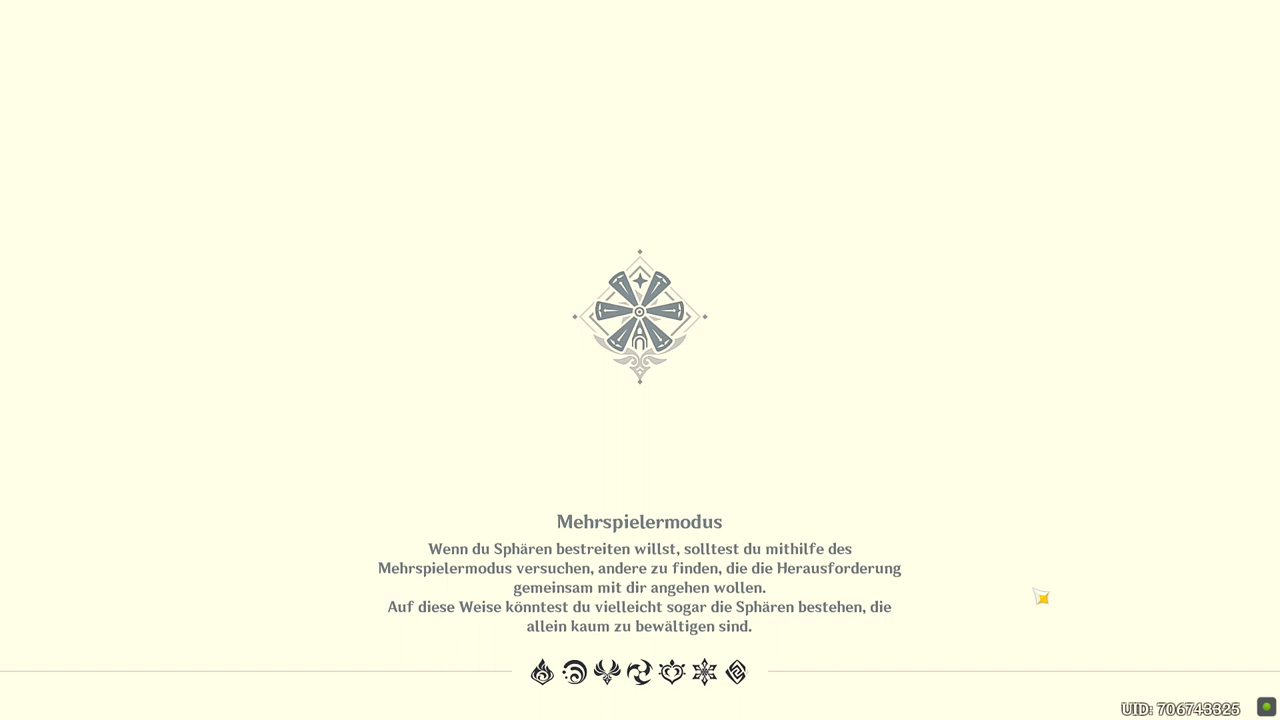 Mehrspielermodus
Wenn du Sphären bestreiten willst, solltest du mithilfe des
Mehrspielermodus versuchen, andere zu finden, die die Herausforderung
gemeinsam mit dir angehen wollen.
Auf diese Weise könntest du vielleicht sogar die Sphären bestehen, die
allein kaum zu bewältigen sind.
UID: 706743325